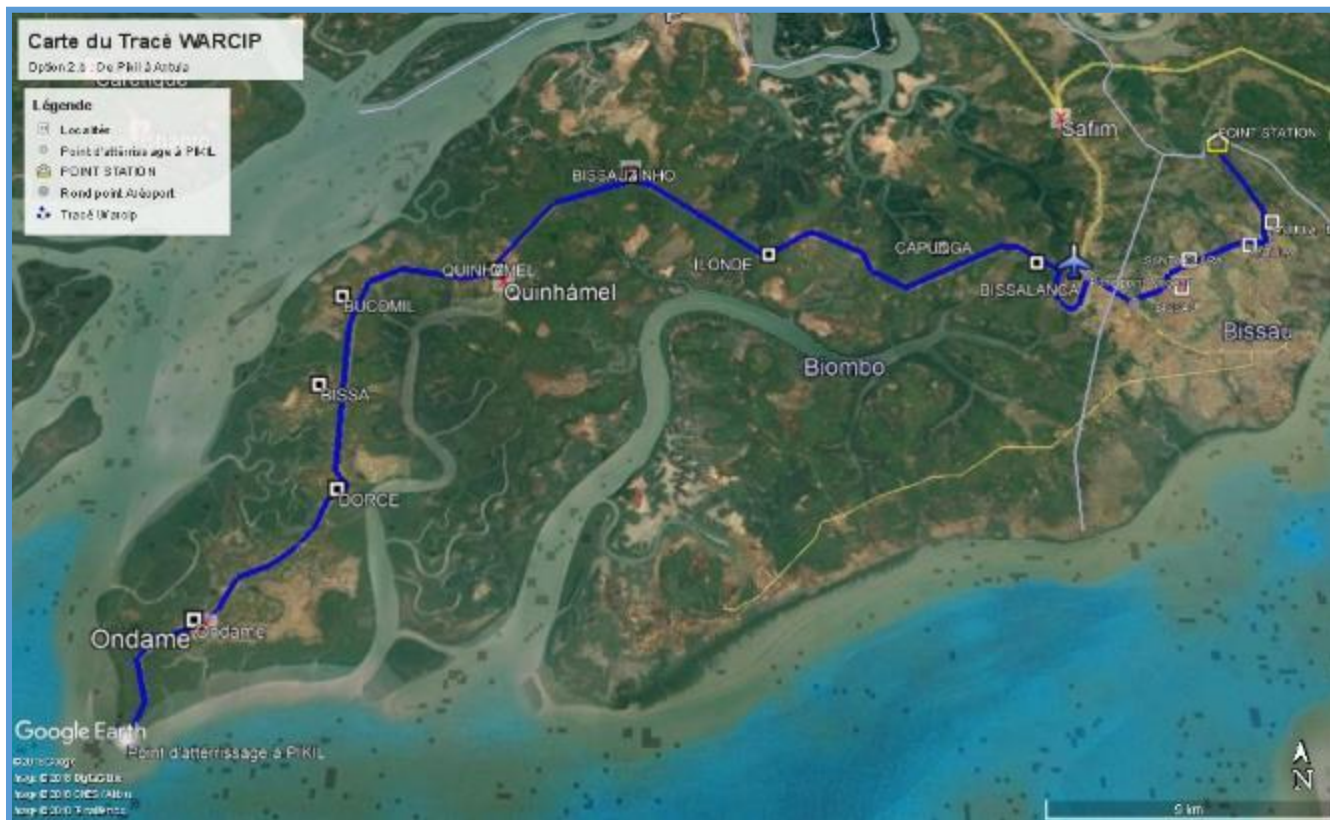 Carte du Tracé WARCIP
Option 2.b : De Pikil à Antula
Légende
Localités
Point d'attérrissage à PIKIL
POINT STATION
Rond point Aéroport
Tracé Warcip
Safim
POINT STATION
BISSAUZINHO
CAPUNGA
ILONDE
QUINHAMEL
Quinhámel
BISSALANCA
BUCOMIL
Bissau
Biombo
BISSA
DORCE
Ondame
Ondame
Google Earth
Point d'atterrissage à PIKIL
N
9 km